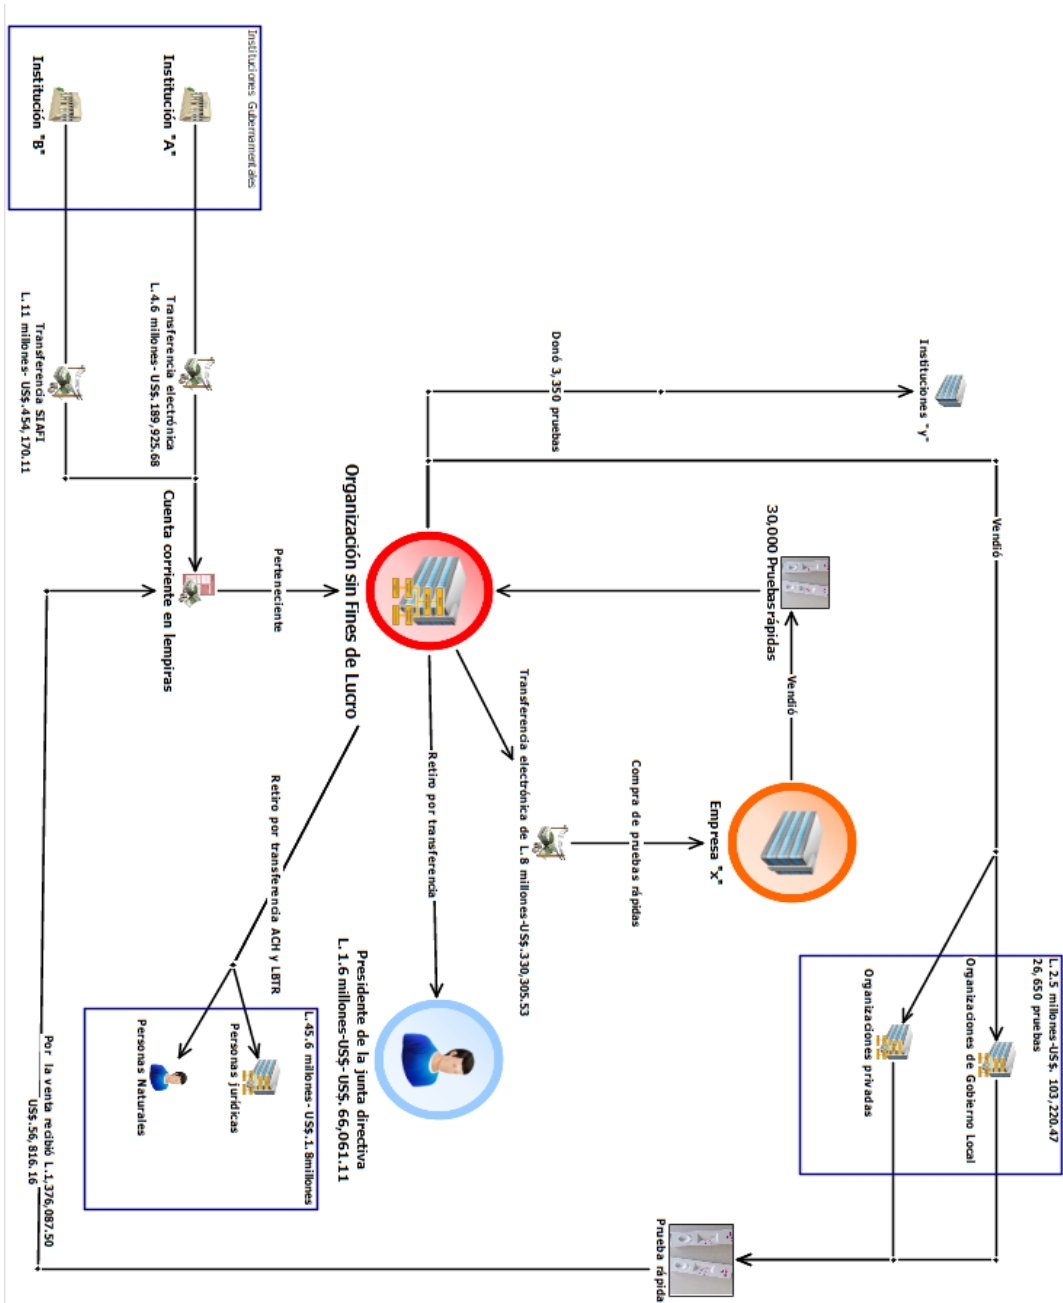 Instituciones Gubernamentales
Institución "A"
Institución "B"
Transferencia electrónica
L.4.6 millones- US$.189,925.68
Transferencia SIAFI
L.11 millones- US$.454,170.11
Cuenta corriente en lempiras
Perteneciente
Organización sin Fines de Lucro
Donó 3,350 pruebas
Instituciones "y"
Vendió
30,000 Pruebas rápidas
Vendió
Empresa "x"
Compra de pruebas rápidas
Transferencia electrónica de L.8 millones-US$.330,305.53
Retiro por transferencia
Presidente de la junta directiva
L.1.6 millones-US$- US$. 66,061.11
Retiro por transferencia ACH y LBTR
L.45.6 millones- US$.1.8millones
Personas jurídicas
Personas Naturales
L.2.5 millones-US$. 103,220.47
26,650 pruebas
Organizaciones de Gobierno Local
Organizaciones privadas
Prueba rápida
Por la venta recibió L.1,376,087.50
US$.56,816.16